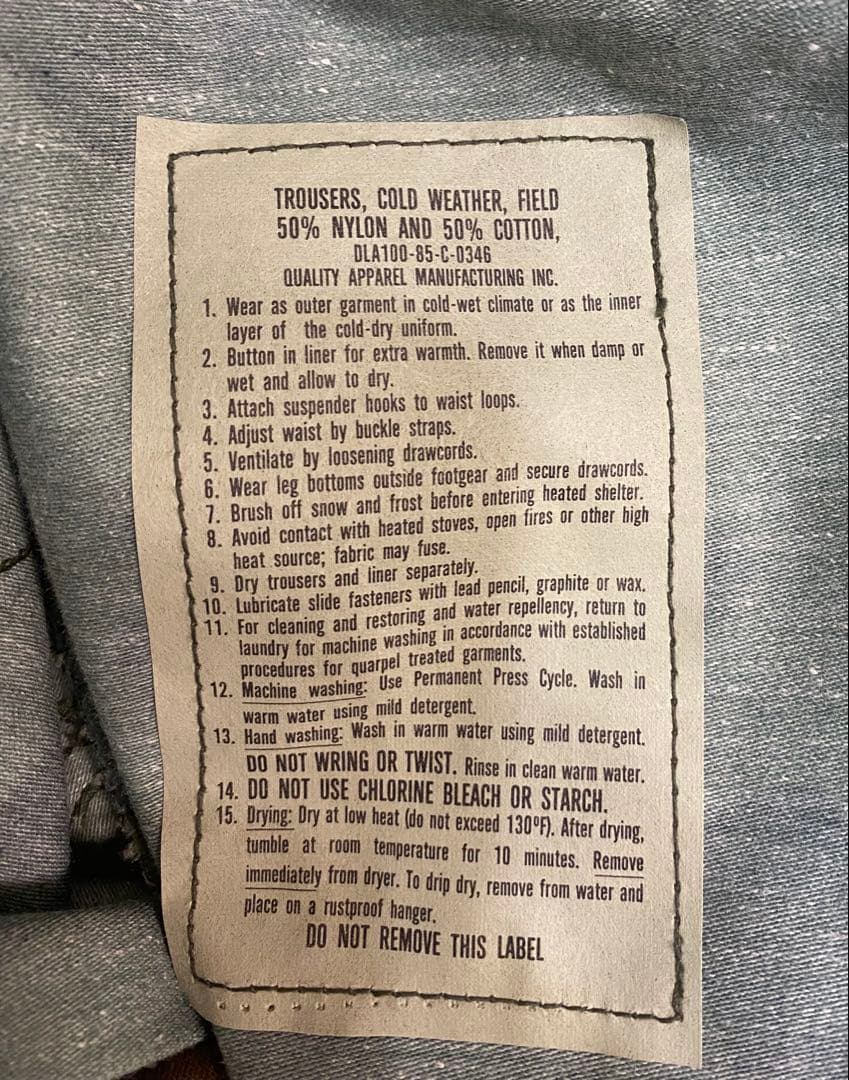 TROUSERS, COLD WEATHER, FIELD
50% NYLON AND 50% COTTON,
DLA100-85-C-0346
QUALITY APPAREL MANUFACTURING INC.
1. Wear as outer garment in cold-wet climate or as the inner
layer of the cold-dry uniform.
2. Button in liner for extra warmth. Remove it when damp or
wet and allow to dry.
3. Attach suspender hooks to waist loops.
4. Adjust waist by buckle straps.
5. Ventilate by loosening drawcords.
6. Wear leg bottoms outside footgear and secure drawcords.
7. Brush off snow and frost before entering heated shelter.
8. Avoid contact with heated stoves, open fires or other high
heat source; fabric may fuse.
9. Dry trousers and liner separately.
10. Lubricate slide fasteners with lead pencil, graphite or wax.
11. For cleaning and restoring and water repellency, return to
laundry for machine washing in accordance with established
procedures for quarpel treated garments.
12. Machine washing: Use Permanent Press Cycle. Wash in
warm water using mild detergent.
13. Hand washing: Wash in warm water using mild detergent.
DO NOT WRING OR TWIST. Rinse in clean warm water.
14. DO NOT USE CHLORINE BLEACH OR STARCH.
15. Drying: Dry at low heat (do not exceed 130ºF). After drying,
tumble at room temperature for 10 minutes. Remove
immediately from dryer. To drip dry, remove from water and
place on a rustproof hanger.
DO NOT REMOVE THIS LABEL